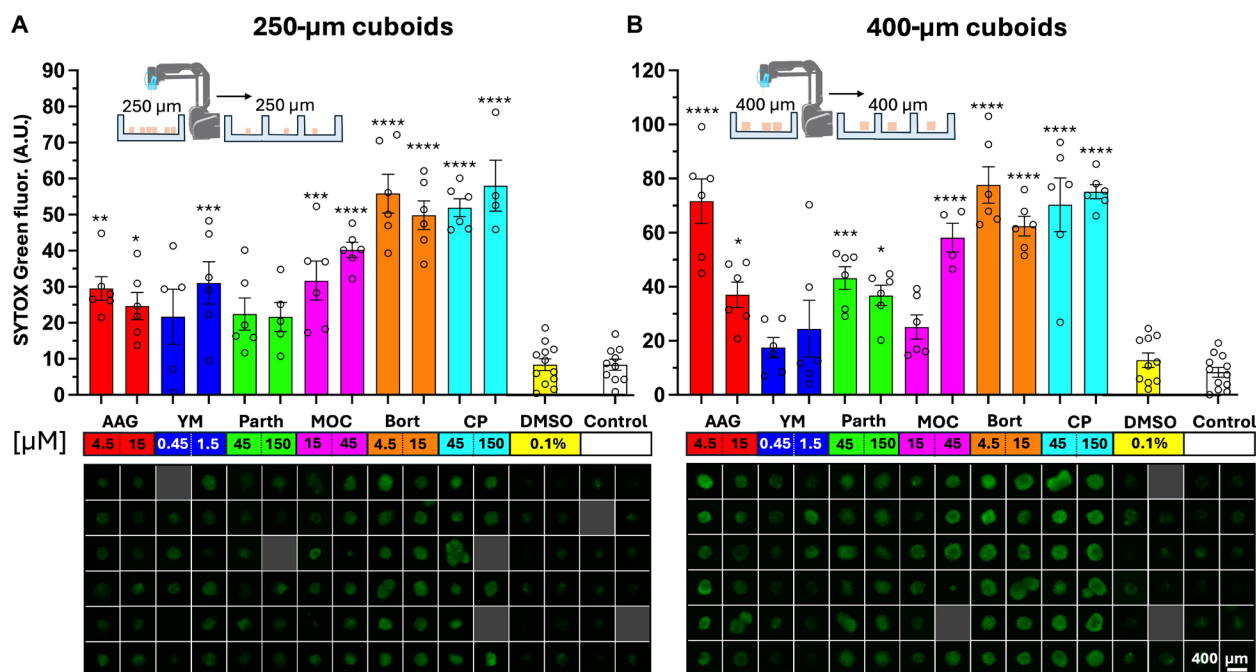 A
250-μm cuboids
90
80
70
60
50
40
30
20
10
0
SYTOX Green fluor. (A.U.)
250 μm
250 μm
**
*
***
***
****
****
****
****
****
AAG
YM
Parth
MOC
Bort
CP
DMSO
Control
[μM]
4.5
15
0.45
1.5
45
150
15
45
4.5
15
45
150
0.1%
B
400-μm cuboids
120
100
80
60
40
20
0
400 μm
400 μm
****
*
***
*
****
****
****
****
****
AAG
YM
Parth
MOC
Bort
CP
DMSO
Control
4.5
15
0.45
1.5
45
150
15
45
4.5
15
45
150
0.1%
400 μm